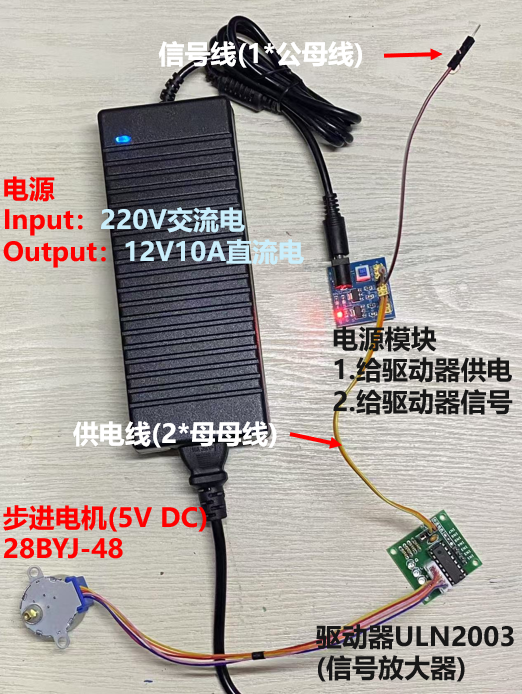 信号线(1*公母线)
电源
Input：220V交流电
Output：12V10A直流电
电源模块
1.给驱动器供电
2.给驱动器信号
供电线(2*母母线)
步进电机(5V DC)
28BYJ-48
驱动器ULN2003
(信号放大器)